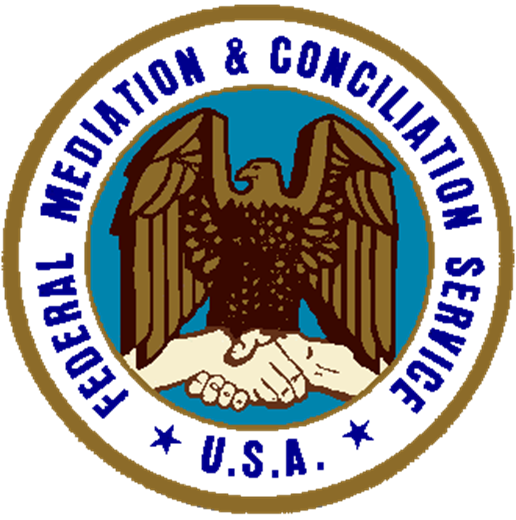 FEDERAL MEDIATION & CONCILIATION SERVICE
U.S.A.